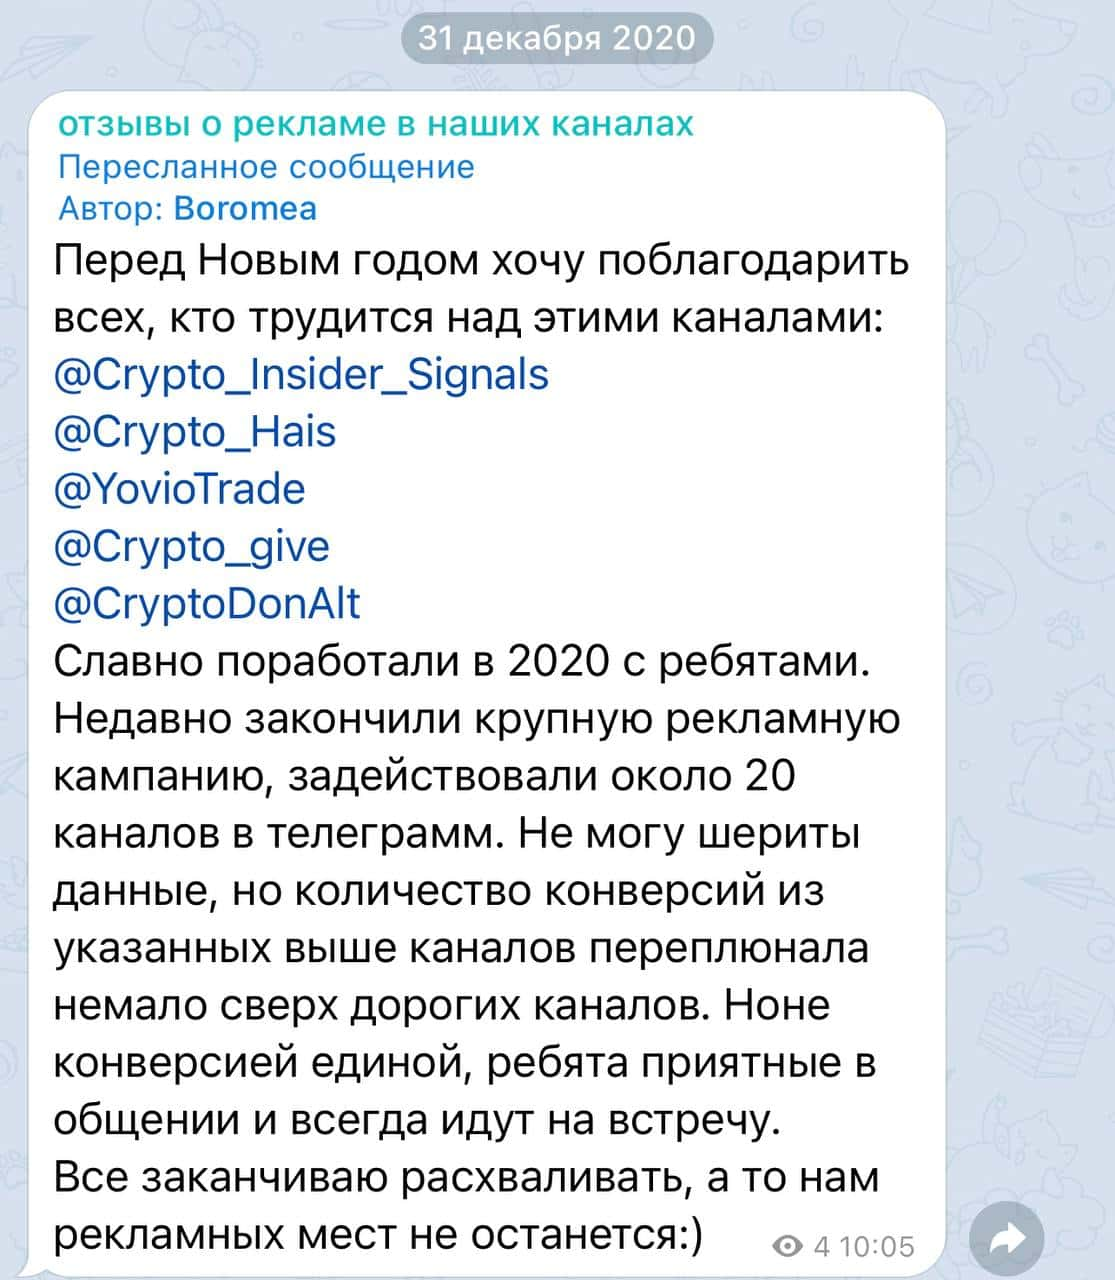 31 декабря 2020
отзывы о рекламе в наших каналах
Пересланное сообщение
Автор: Boromea
Перед Новым годом хочу поблагодарить
всех, кто трудится над этими каналами:
@Crypto_Insider_Signals
@Crypto_Hais
@YovioTrade
@Crypto_give
@CryptoDonAlt
Славно поработали в 2020 с ребятами.
Недавно закончили крупную рекламную
кампанию, задействовали около 20
каналов в телеграмм. Не могу шериты
данные, но количество конверсий из
указанных выше каналов переплюнала
немало сверх дорогих каналов. Ноне
конверсией единой, ребята приятные в
общении и всегда идут на встречу.
Все заканчиваю расхваливать, а то нам
рекламных мест не останется:)
4 10:05